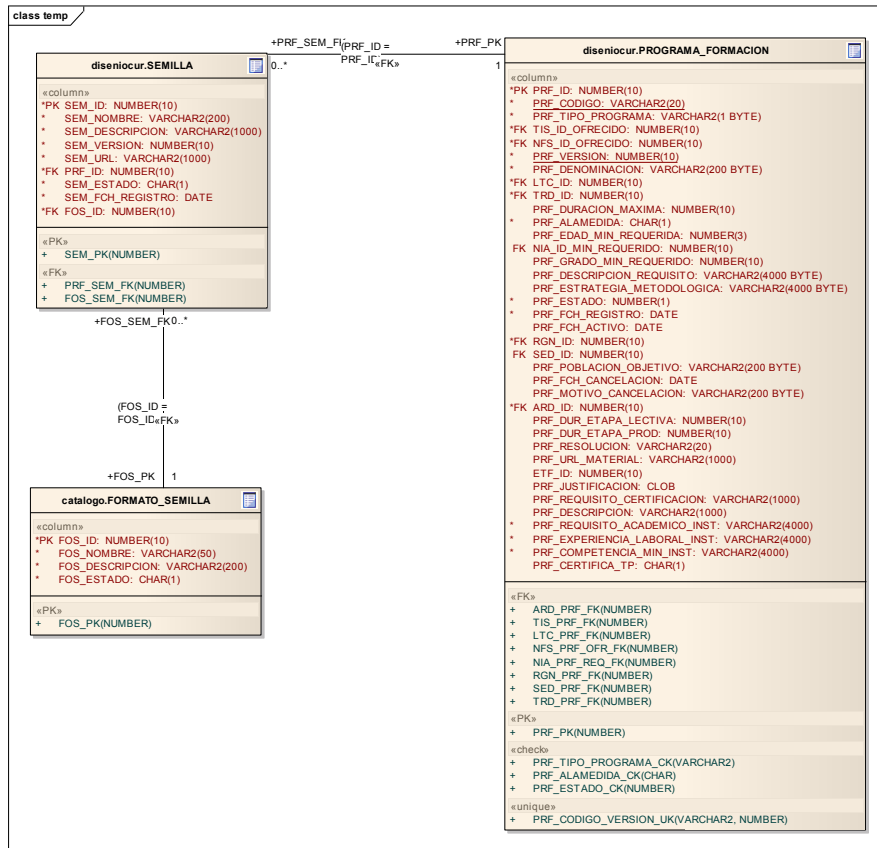 class temp
+PRF_SEM_FK
(PRF_ID =
PRF_ID)
«FK»
+PRF_PK
0..*
1
diseniocur.SEMILLA
«column»
*PK SEM_ID: NUMBER(10)
* SEM_NOMBRE: VARCHAR2(200)
* SEM_DESCRIPCION: VARCHAR2(1000)
* SEM_VERSION: NUMBER(10)
* SEM_URL: VARCHAR2(1000)
*FK PRF_ID: NUMBER(10)
* SEM_ESTADO: CHAR(1)
* SEM_FCH_REGISTRO: DATE
*FK FOS_ID: NUMBER(10)
«PK»
+ SEM_PK(NUMBER)
«FK»
+ PRF_SEM_FK(NUMBER)
+ FOS_SEM_FK(NUMBER)
+FOS_SEM_FK
0..*
(FOS_ID =
FOS_ID)
«FK»
+FOS_PK
1
catalogo.FORMATO_SEMILLA
«column»
*PK FOS_ID: NUMBER(10)
* FOS_NOMBRE: VARCHAR2(50)
* FOS_DESCRIPCION: VARCHAR2(200)
* FOS_ESTADO: CHAR(1)
«PK»
+ FOS_PK(NUMBER)
diseniocur.PROGRAMA_FORMACION
«column»
*PK PRF_ID: NUMBER(10)
* PRF_CODIGO: VARCHAR2(20)
* PRF_TIPO_PROGRAMA: VARCHAR2(1 BYTE)
*FK TIS_ID_OFRECIDO: NUMBER(10)
*FK NFS_ID_OFRECIDO: NUMBER(10)
* PRF_VERSION: NUMBER(10)
* PRF_DENOMINACION: VARCHAR2(200 BYTE)
*FK LTC_ID: NUMBER(10)
*FK TRD_ID: NUMBER(10)
PRF_DURACION_MAXIMA: NUMBER(10)
* PRF_ALAMEDIDA: CHAR(1)
PRF_EDAD_MIN_REQUERIDA: NUMBER(3)
FK NIA_ID_MIN_REQUERIDO: NUMBER(10)
PRF_GRADO_MIN_REQUERIDO: NUMBER(10)
PRF_DESCRIPCION_REQUISITO: VARCHAR2(4000 BYTE)
PRF_ESTRATEGIA_METODOLOGICA: VARCHAR2(4000 BYTE)
* PRF_ESTADO: NUMBER(1)
* PRF_FCH_REGISTRO: DATE
PRF_FCH_ACTIVO: DATE
*FK RGN_ID: NUMBER(10)
FK SED_ID: NUMBER(10)
PRF_POBLACION_OBJETIVO: VARCHAR2(200 BYTE)
PRF_FCH_CANCELACION: DATE
PRF_MOTIVO_CANCELACION: VARCHAR2(200 BYTE)
*FK ARD_ID: NUMBER(10)
PRF_DUR_ETAPA_LECTIVA: NUMBER(10)
PRF_DUR_ETAPA_PROD: NUMBER(10)
PRF_RESOLUCION: VARCHAR2(20)
PRF_URL_MATERIAL: VARCHAR2(1000)
ETF_ID: NUMBER(10)
PRF_JUSTIFICACION: CLOB
PRF_REQUISITO_CERTIFICACION: VARCHAR2(1000)
PRF_DESCRIPCION: VARCHAR2(1000)
* PRF_REQUISITO_ACADEMICO_INST: VARCHAR2(4000)
* PRF_EXPERIENCIA_LABORAL_INST: VARCHAR2(4000)
* PRF_COMPETENCIA_MIN_INST: VARCHAR2(4000)
PRF_CERTIFICA_TP: CHAR(1)
«FK»
+ ARD_PRF_FK(NUMBER)
+ TIS_PRF_FK(NUMBER)
+ LTC_PRF_FK(NUMBER)
+ NFS_PRF_OFR_FK(NUMBER)
+ NIA_PRF_REQ_FK(NUMBER)
+ RGN_PRF_FK(NUMBER)
+ SED_PRF_FK(NUMBER)
+ TRD_PRF_FK(NUMBER)
«PK»
+ PRF_PK(NUMBER)
«check»
+ PRF_TIPO_PROGRAMA_CK(VARCHAR2)
+ PRF_ALAMEDIDA_CK(CHAR)
+ PRF_ESTADO_CK(NUMBER)
«unique»
+ PRF_CODIGO_VERSION_UK(VARCHAR2, NUMBER)